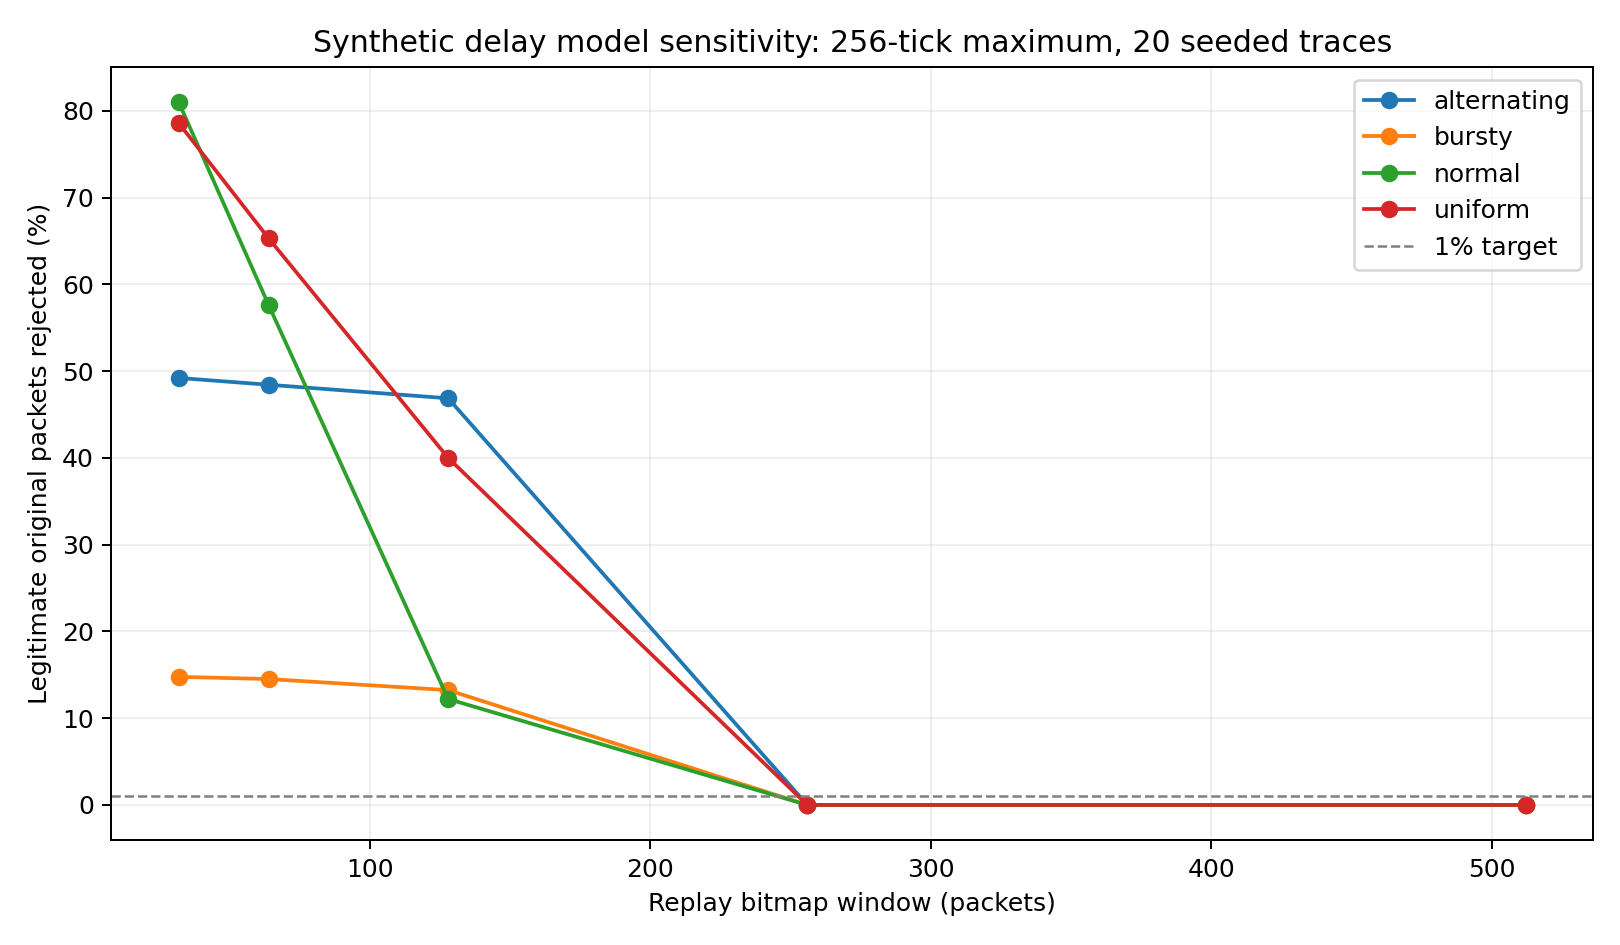 Synthetic delay model sensitivity: 256-tick maximum, 20 seeded traces
Legitimate original packets rejected (%)
80
70
60
50
40
30
20
10
0
alternating
bursty
normal
uniform
1% target
100
200
300
400
500
Replay bitmap window (packets)